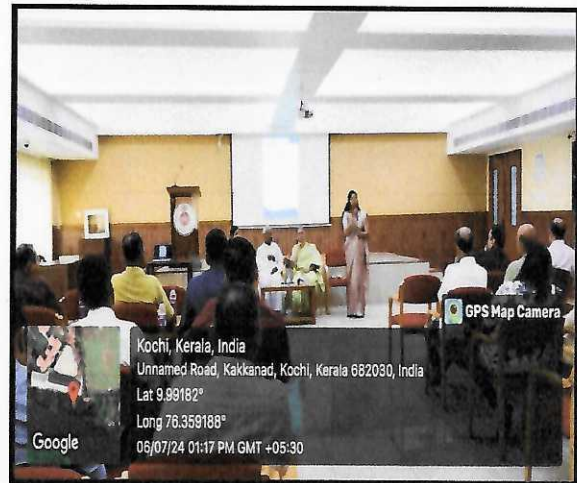 GPS Map Camera
Kochi, Kerala, India
Unnamed Road, Kakkanad, Kochi, Kerala 682030, India
Lat 9.99182°
Long 76.359188°
06/07/24 01:17 PM GMT +05:30
Google